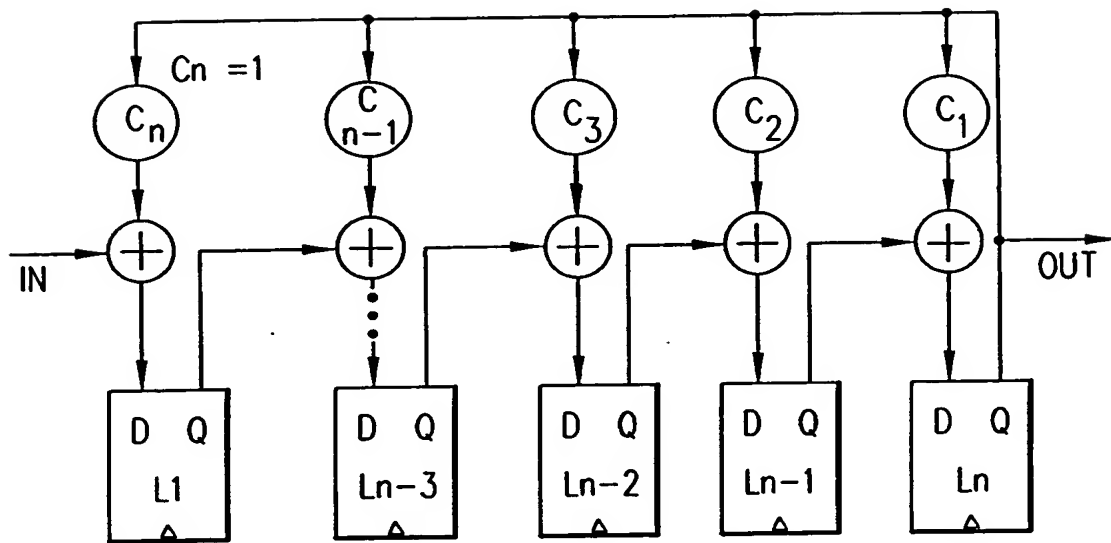 Cn =1
Cn
C
n-1
C3
C2
C1
+
+
+
+
+
IN
OUT
D Q
L1
D Q
Ln-3
D Q
Ln-2
D Q
Ln-1
D Q
Ln